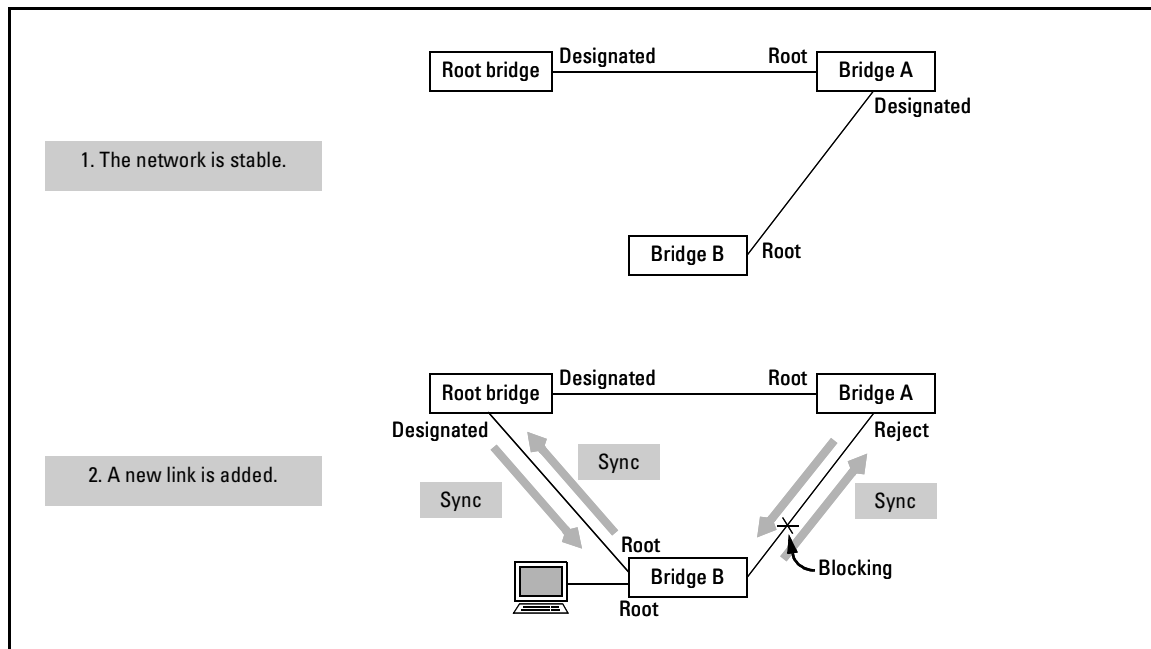 Root bridge
Designated
Root
Bridge A
Designated
1. The network is stable.
Bridge B
Root
Root bridge
Designated
Root
Bridge A
Designated
Reject
2. A new link is added.
Sync
Sync
Sync
Root
Bridge B
Blocking
Root